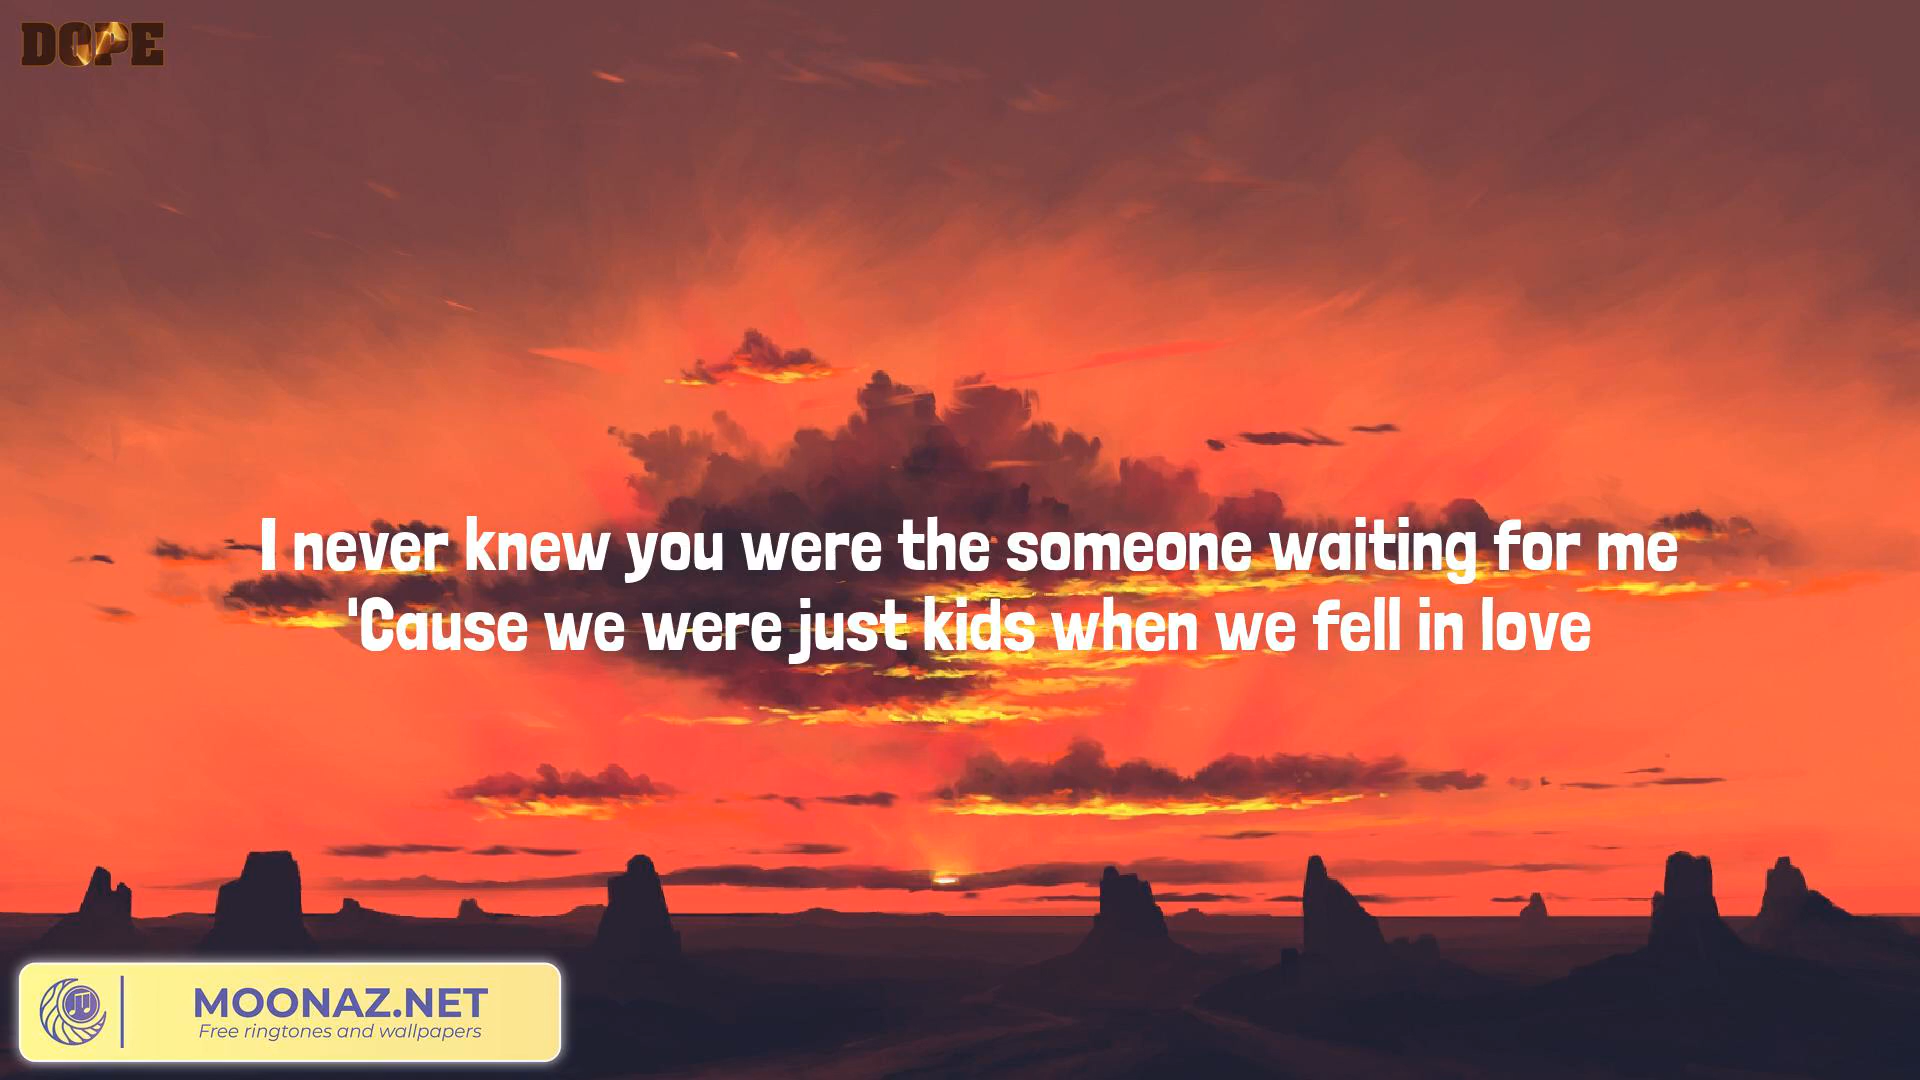 DOPE
I never knew you were the someone waiting for me
'Cause we were just kids when we fell in love
MOONAZ.NET
Free ringtones and wallpapers